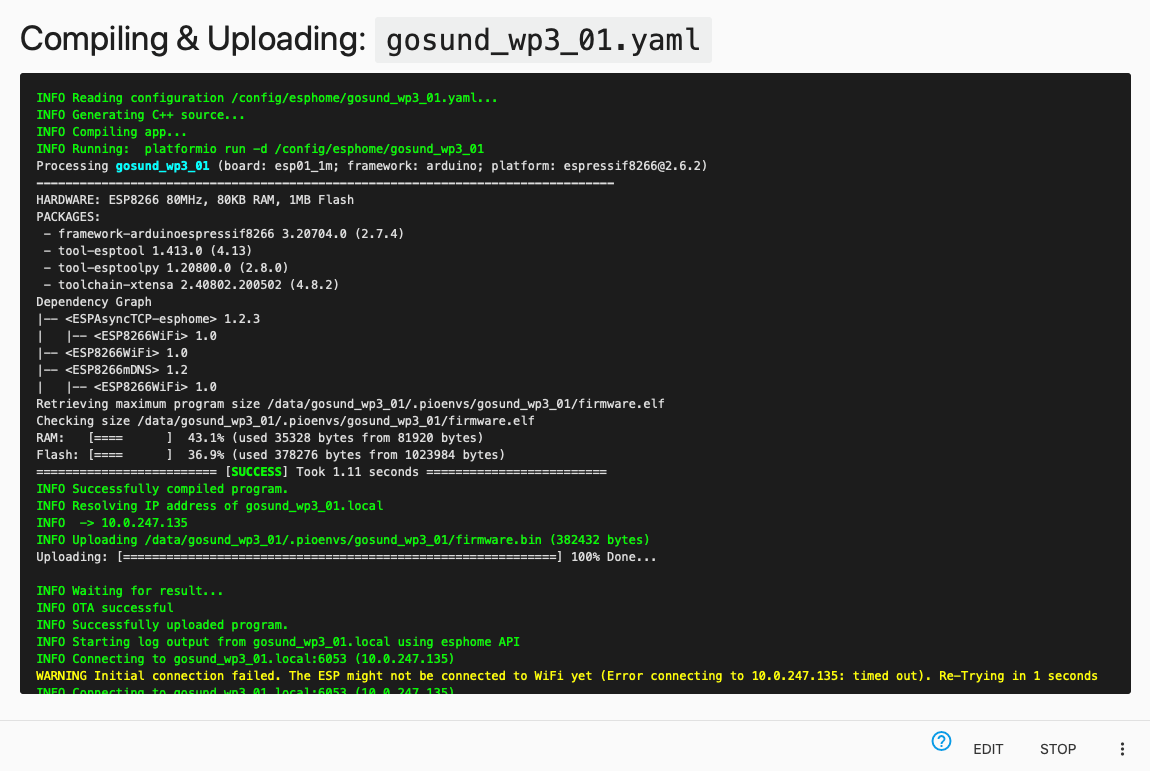 Compiling & Uploading: gosund_wp3_01.yaml
INFO Reading configuration /config/esphome/gosund_wp3_01.yaml...
INFO Generating C++ source...
INFO Compiling app...
INFO Running:  platformio run -d /config/esphome/gosund_wp3_01
Processing gosund_wp3_01 (board: esp01_1m; framework: arduino; platform: espressif8266@2.6.2)
--------------------------------------------------------------------------------
HARDWARE: ESP8266 80MHz, 80KB RAM, 1MB Flash
PACKAGES:
 - framework-arduinoespressif8266 3.20704.0 (2.7.4)
 - tool-esptool 1.413.0 (4.13)
 - tool-esptoolpy 1.20800.0 (2.8.0)
 - toolchain-xtensa 2.40802.200502 (4.8.2)
Dependency Graph
|-- <ESPAsyncTCP-esphome> 1.2.3
|   |-- <ESP8266WiFi> 1.0
|-- <ESP8266WiFi> 1.0
|-- <ESP8266mDNS> 1.2
|   |-- <ESP8266WiFi> 1.0
Retrieving maximum program size /data/gosund_wp3_01/.pioenvs/gosund_wp3_01/firmware.elf
Checking size /data/gosund_wp3_01/.pioenvs/gosund_wp3_01/firmware.elf
RAM:   [====      ]  43.1% (used 35328 bytes from 81920 bytes)
Flash: [====      ]  36.9% (used 378276 bytes from 1023984 bytes)
========================= [SUCCESS] Took 1.11 seconds =========================
INFO Successfully compiled program.
INFO Resolving IP address of gosund_wp3_01.local
INFO  -> 10.0.247.135
INFO Uploading /data/gosund_wp3_01/.pioenvs/gosund_wp3_01/firmware.bin (382432 bytes)
Uploading: [============================================================] 100% Done...
INFO Waiting for result...
INFO OTA successful
INFO Successfully uploaded program.
INFO Starting log output from gosund_wp3_01.local using esphome API
INFO Connecting to gosund_wp3_01.local:6053 (10.0.247.135)
WARNING Initial connection failed. The ESP might not be connected to WiFi yet (Error connecting to 10.0.247.135: timed out). Re-Trying in 1 seconds
INFO Connecting to gosund_wp3_01.local:6053 (10.0.247.135)
? EDIT STOP